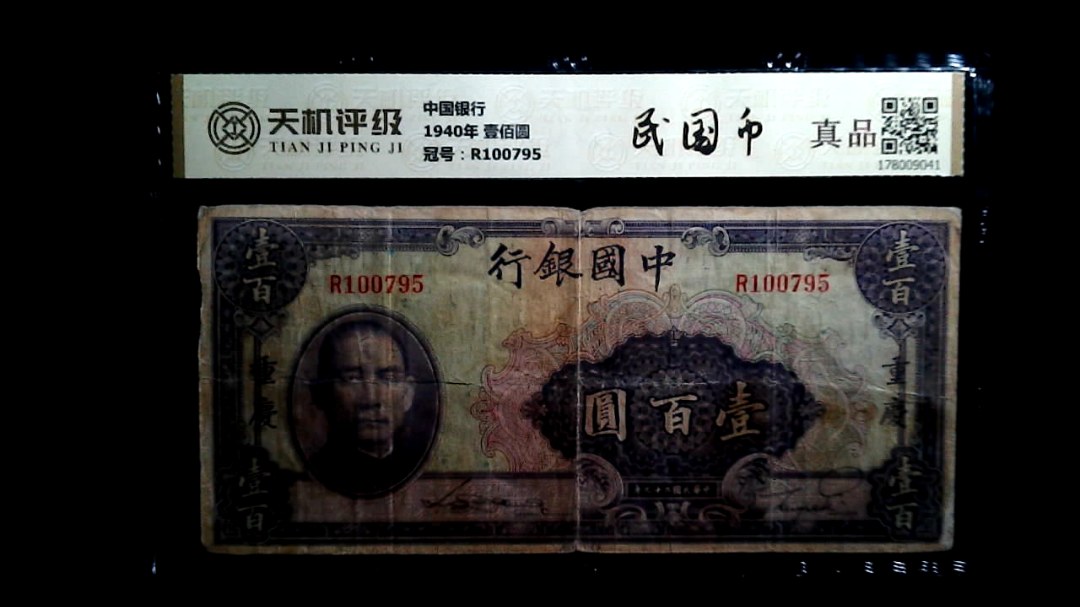 天机评级
TIAN JI PING JI
中国银行
1940年 壹佰圆
冠号：R100795
民国币
真品
178009041
壹百
行銀國中
壹百
R100795
R100795
重慶
重慶
圓百壹
壹百
壹百